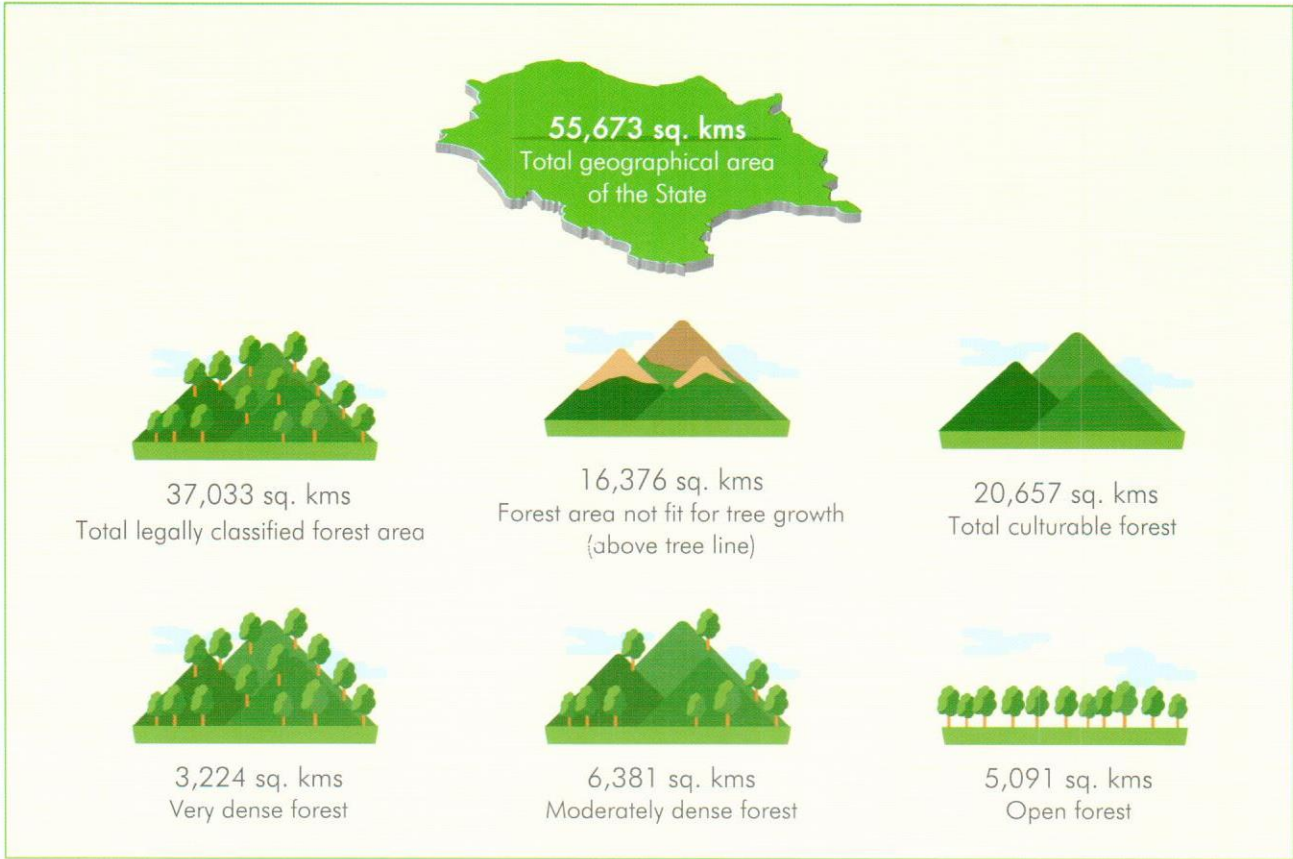 55,673 sq. kms
Total geographical area
of the State
37,033 sq. kms
Total legally classified forest area
16,376 sq. kms
Forest area not fit for tree growth
(above tree line)
20,657 sq. kms
Total culturable forest
3,224 sq. kms
Very dense forest
6,381 sq. kms
Moderately dense forest
5,091 sq. kms
Open forest